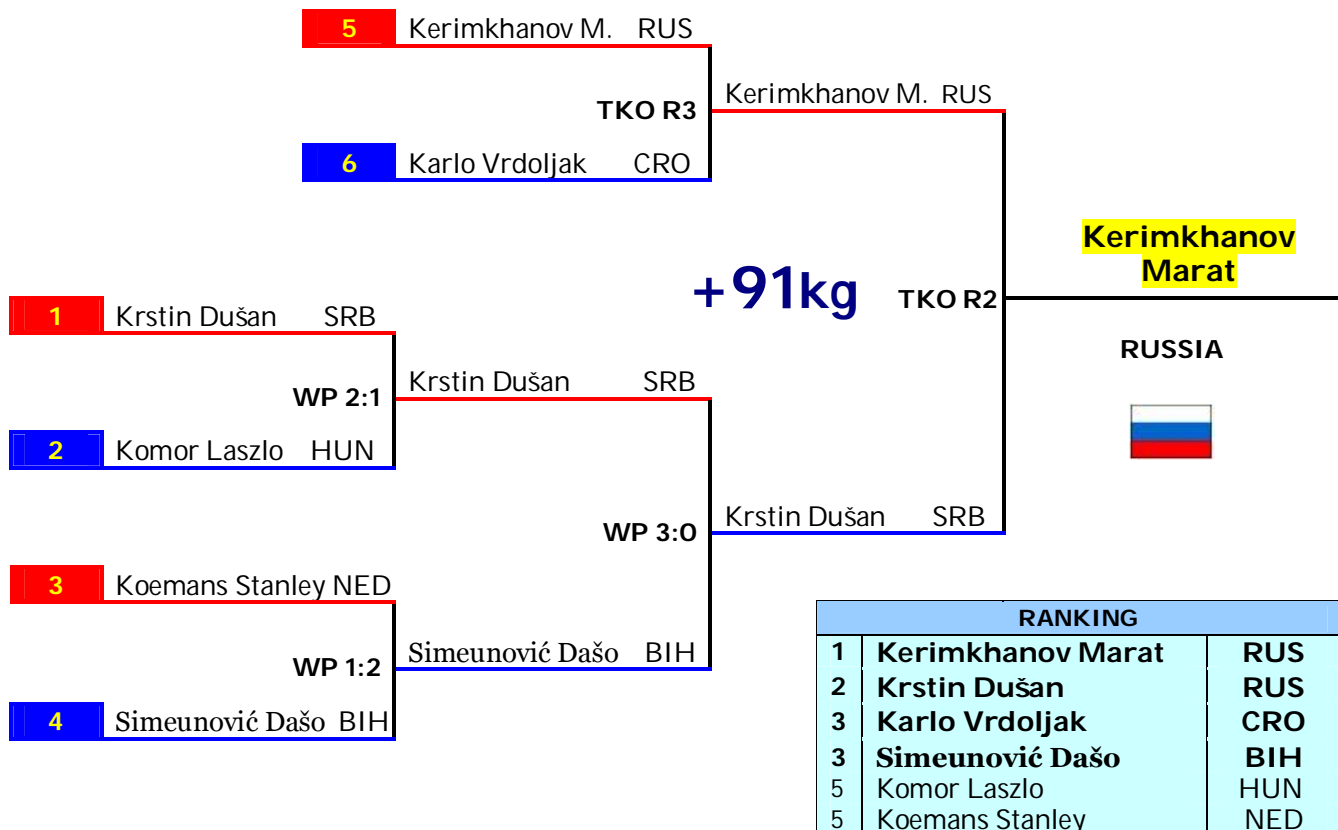 5 Kerimkhanov M. RUS
Kerimkhanov M. RUS
TKO R3
6 Karlo Vrdoljak CRO
Kerimkhanov
Marat
+91kg
TKO R2
1 Krstin Dušan SRB
RUSSIA
Krstin Dušan SRB
WP 2:1
2 Komor Laszlo HUN
Krstin Dušan SRB
WP 3:0
3 Koemans Stanley NED
Simeunović Dašo BIH
WP 1:2
4 Simeunović Dašo BIH
RANKING
1 Kerimkhanov Marat RUS
2 Krstin Dušan RUS
3 Karlo Vrdoljak CRO
3 Simeunović Dašo BIH
5 Komor Laszlo HUN
5 Koemans Stanley NED